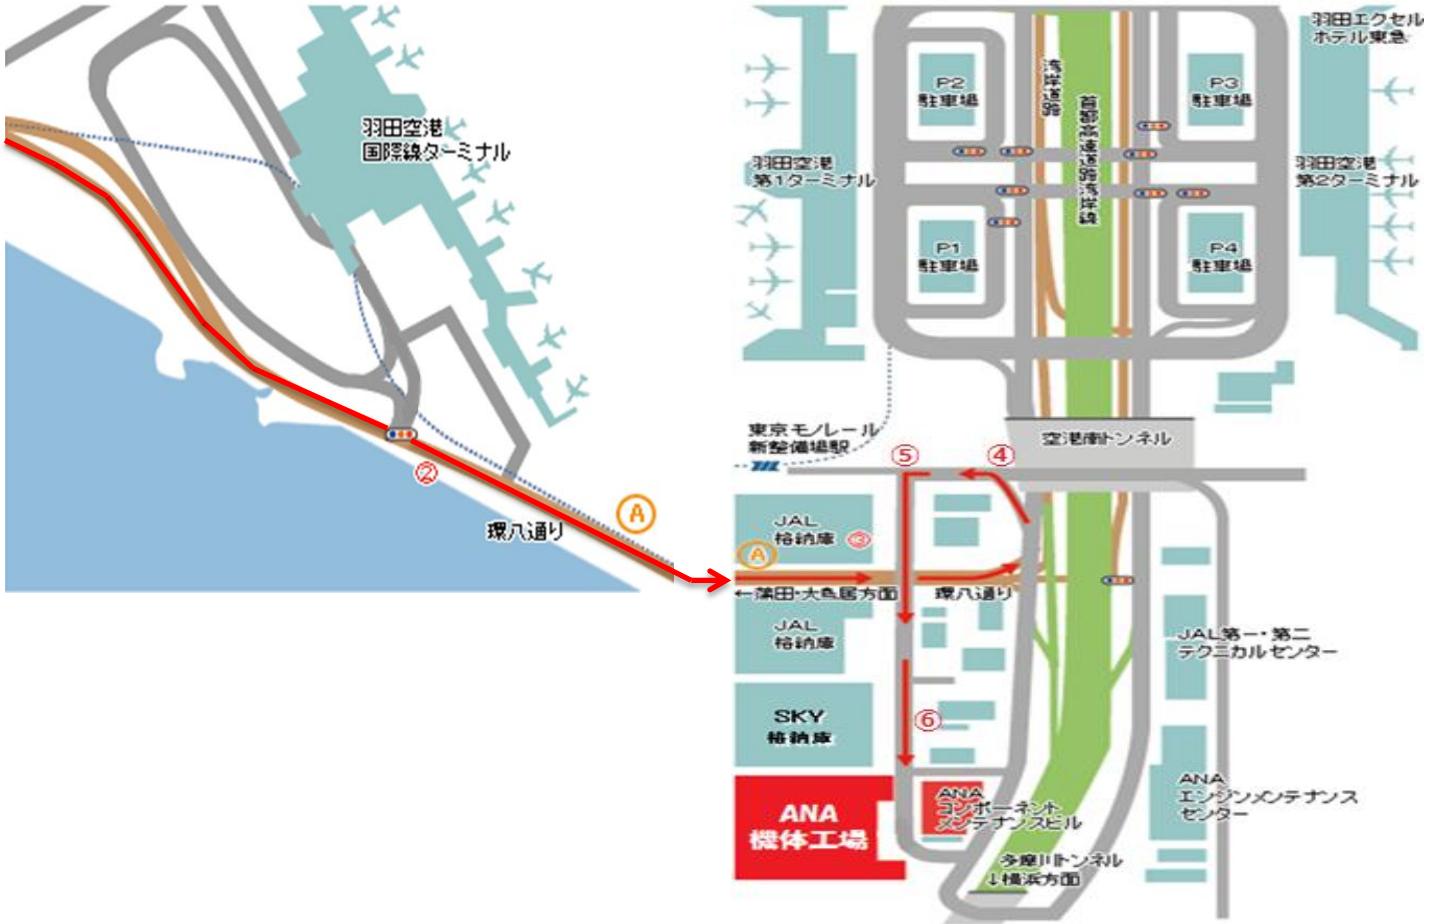 羽田空港
国際線ターミナル
②
A
環八通り
羽田エクセル
ホテル東急
P2
駐車場
湾岸道路
首都高速道路湾岸線
P3
駐車場
羽田空港
第1ターミナル
羽田空港
第2ターミナル
P1
駐車場
P4
駐車場
東京モノレール
新整備場駅
⑤
④
空港南トンネル
JAL
格納庫
③
A
←蒲田・大鳥居方面
環八通り
JAL
格納庫
JAL第一・第二
テクニカルセンター
SKY
格納庫
⑥
ANA
機体工場
ANA
コンポーネント
メンテナンスビル
ANA
エンジンメンテナンス
センター
多摩川トンネル
↓横浜方面